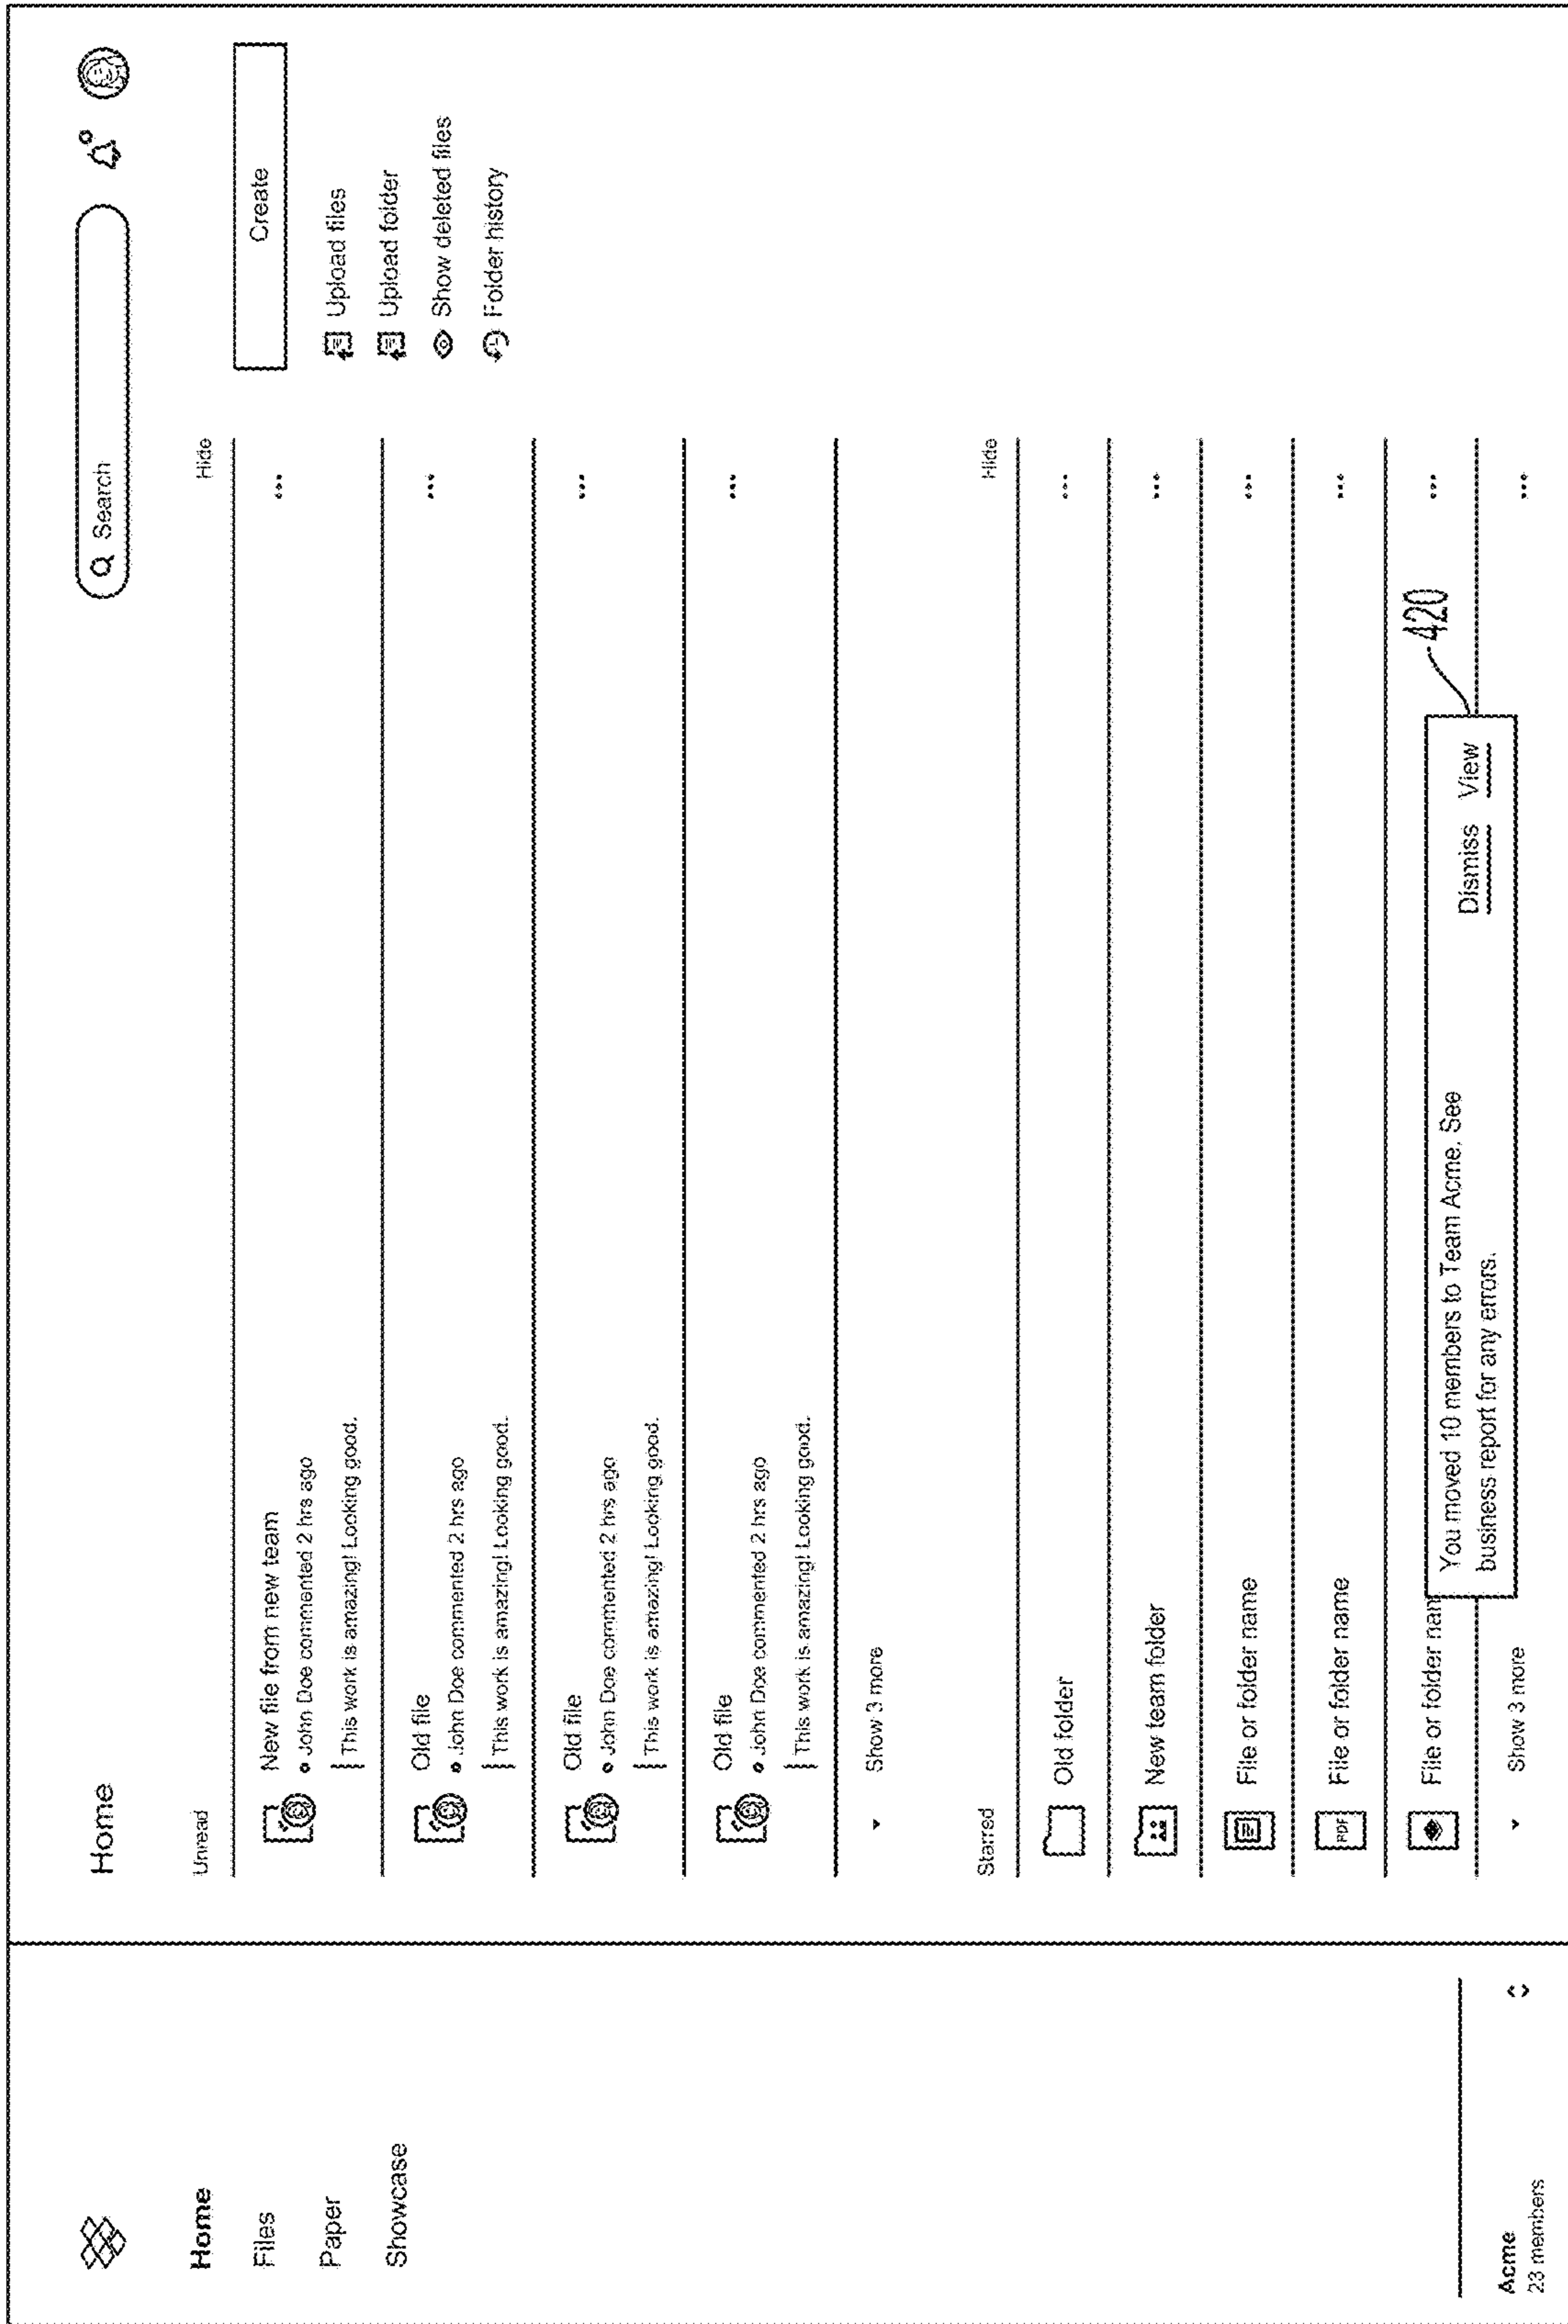 Home
Files
Paper
Showcase
Acme
23 members
Home
Search
Unread
Hide
New file from new team
John Doe commented 2 hrs ago
This work is amazing! Looking good.
Old file
John Doe commented 2 hrs ago
This work is amazing! Looking good.
Old file
John Doe commented 2 hrs ago
This work is amazing! Looking good.
Old file
John Doe commented 2 hrs ago
This work is amazing! Looking good.
Show 3 more
Starred
Hide
Old folder
New team folder
File or folder name
PDF
File or folder name
File or folder nam
Show 3 more
You moved 10 members to Team Acme. See
business report for any errors.
Dismiss View
420
Create
Upload files
Upload folder
Show deleted files
Folder history